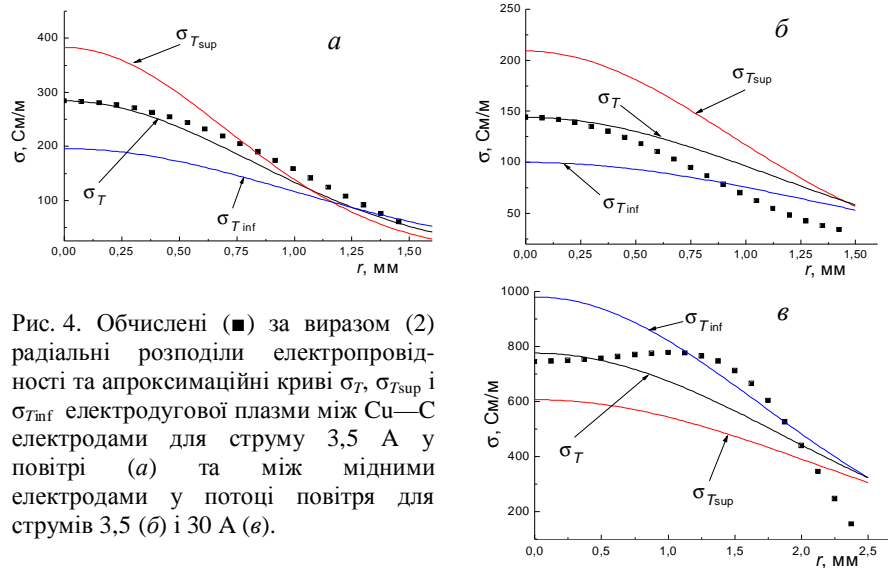 а
σ, См/м
400
300
200
100
σTsup
σT
σT inf
0,00 0,25 0,50 0,75 1,00 1,25 1,50
r, мм
б
σ, См/м
250
200
150
100
50
σTsup
σT
σT inf
0,00 0,25 0,50 0,75 1,00 1,25 1,50
r, мм
в
σ, См/м
1000
800
600
400
200
σTinf
σT
σTsup
0,0 0,5 1,0 1,5 2,0 2,5
r, мм
Рис. 4. Обчислені (■) за виразом (2)
радіальні розподіли електропровід-
ності та апроксимаційні криві σT, σTsup і
σTinf електродугової плазми між Cu—C
електродами для струму 3,5 А у
повітрі (а) та між мідними
електродами у потоці повітря для
струмів 3,5 (б) і 30 А (в).